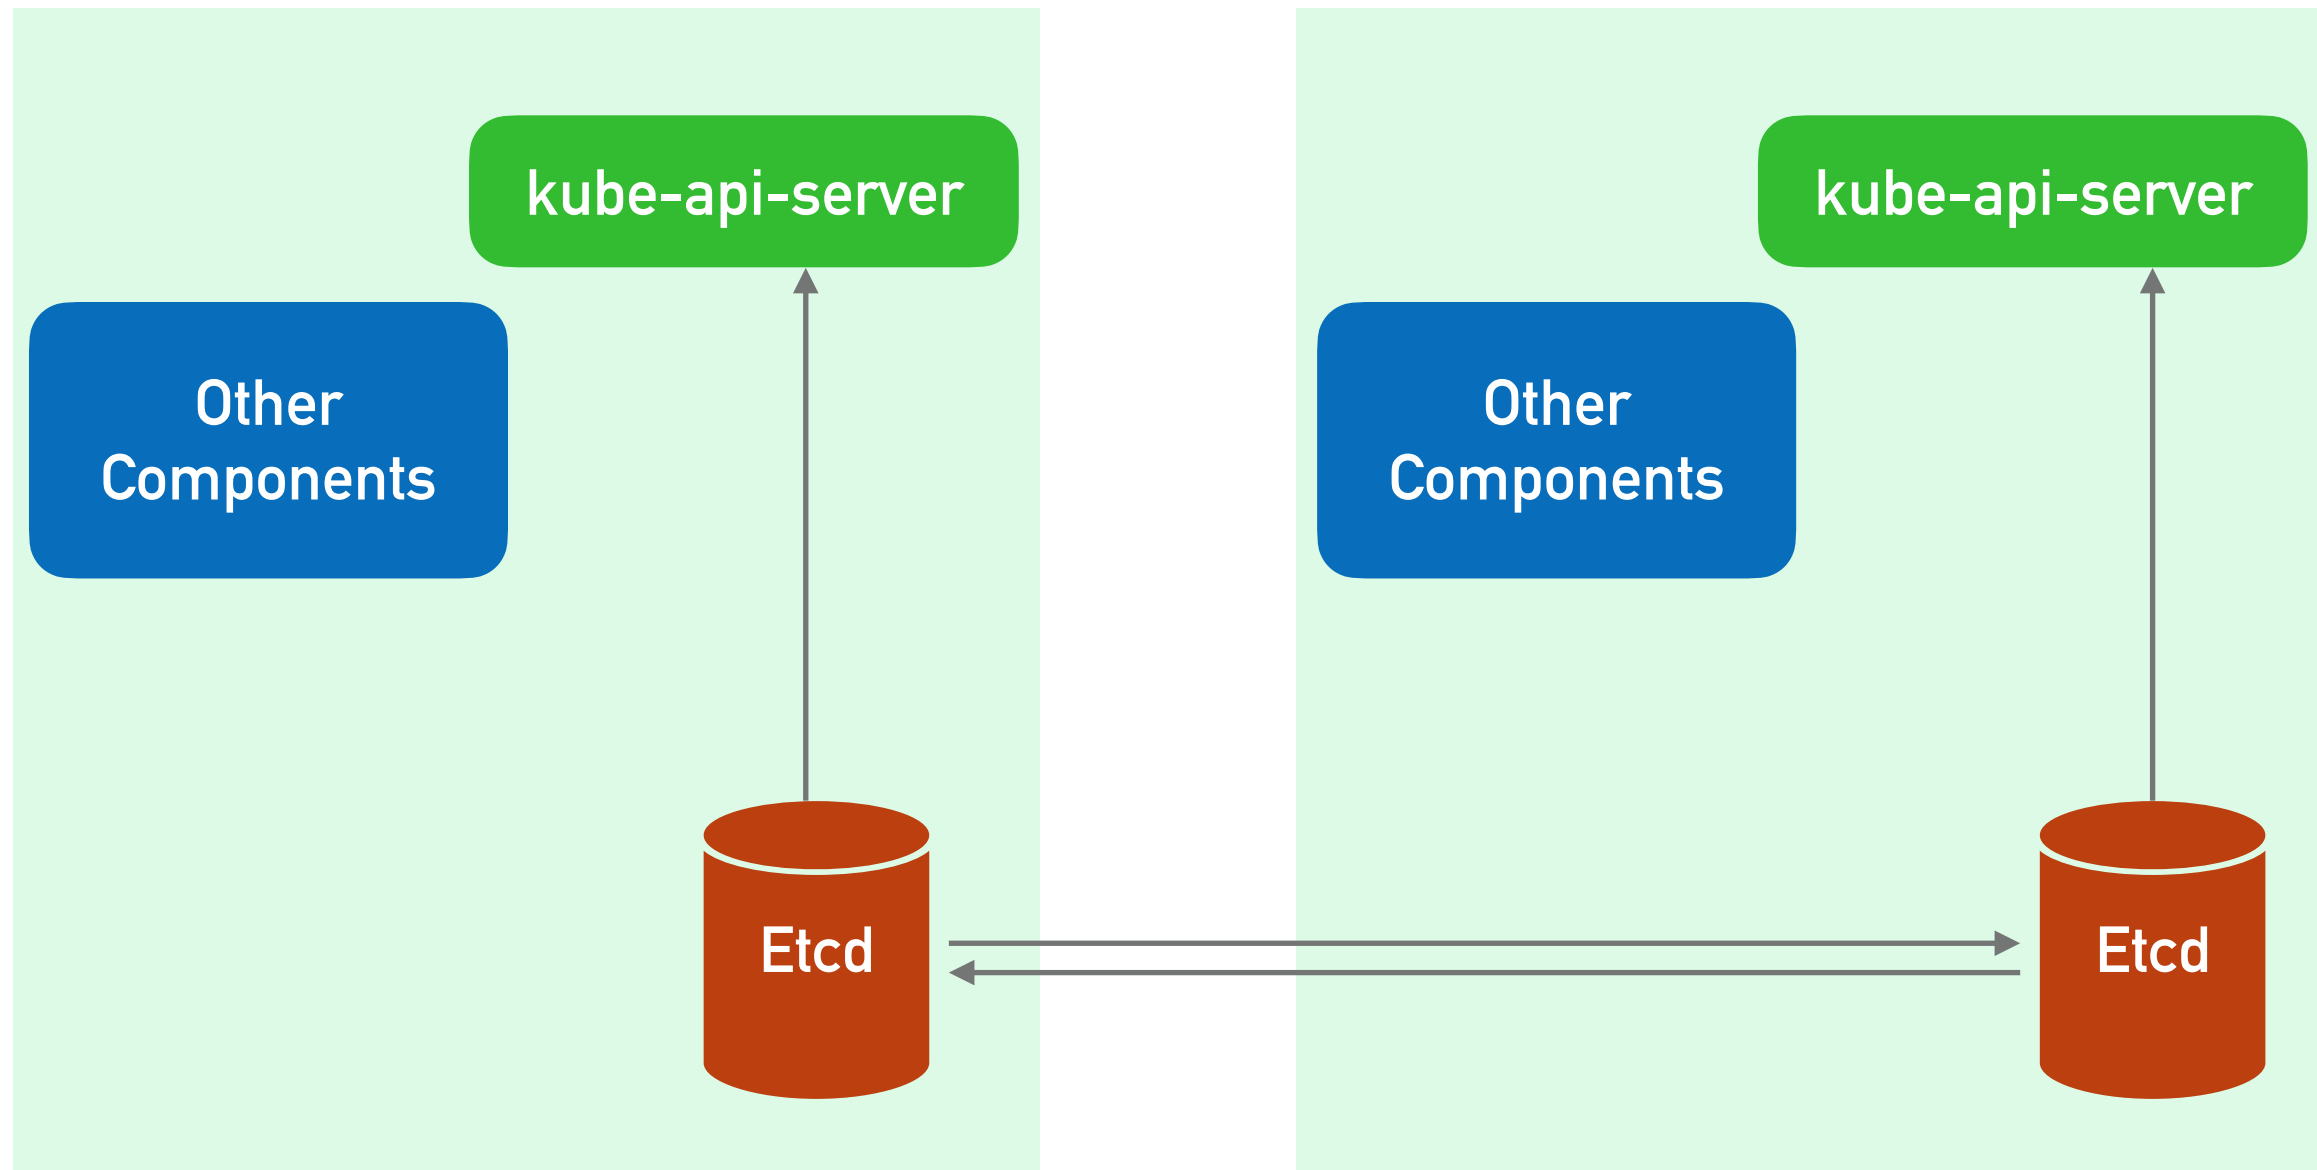 kube-api-server
Other
Components
Etcd
kube-api-server
Other
Components
Etcd